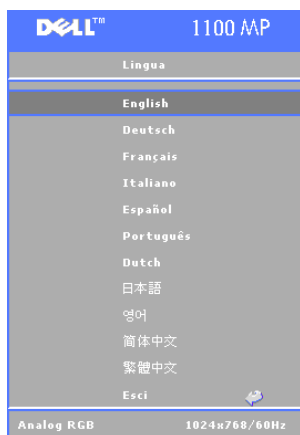 DELL™ 1100 MP
Lingua
English
Deutsch
Français
Italiano
Español
Português
Dutch
日本語
영어
简体中文
繁體中文
Esci
Analog RGB 1024x768/60Hz